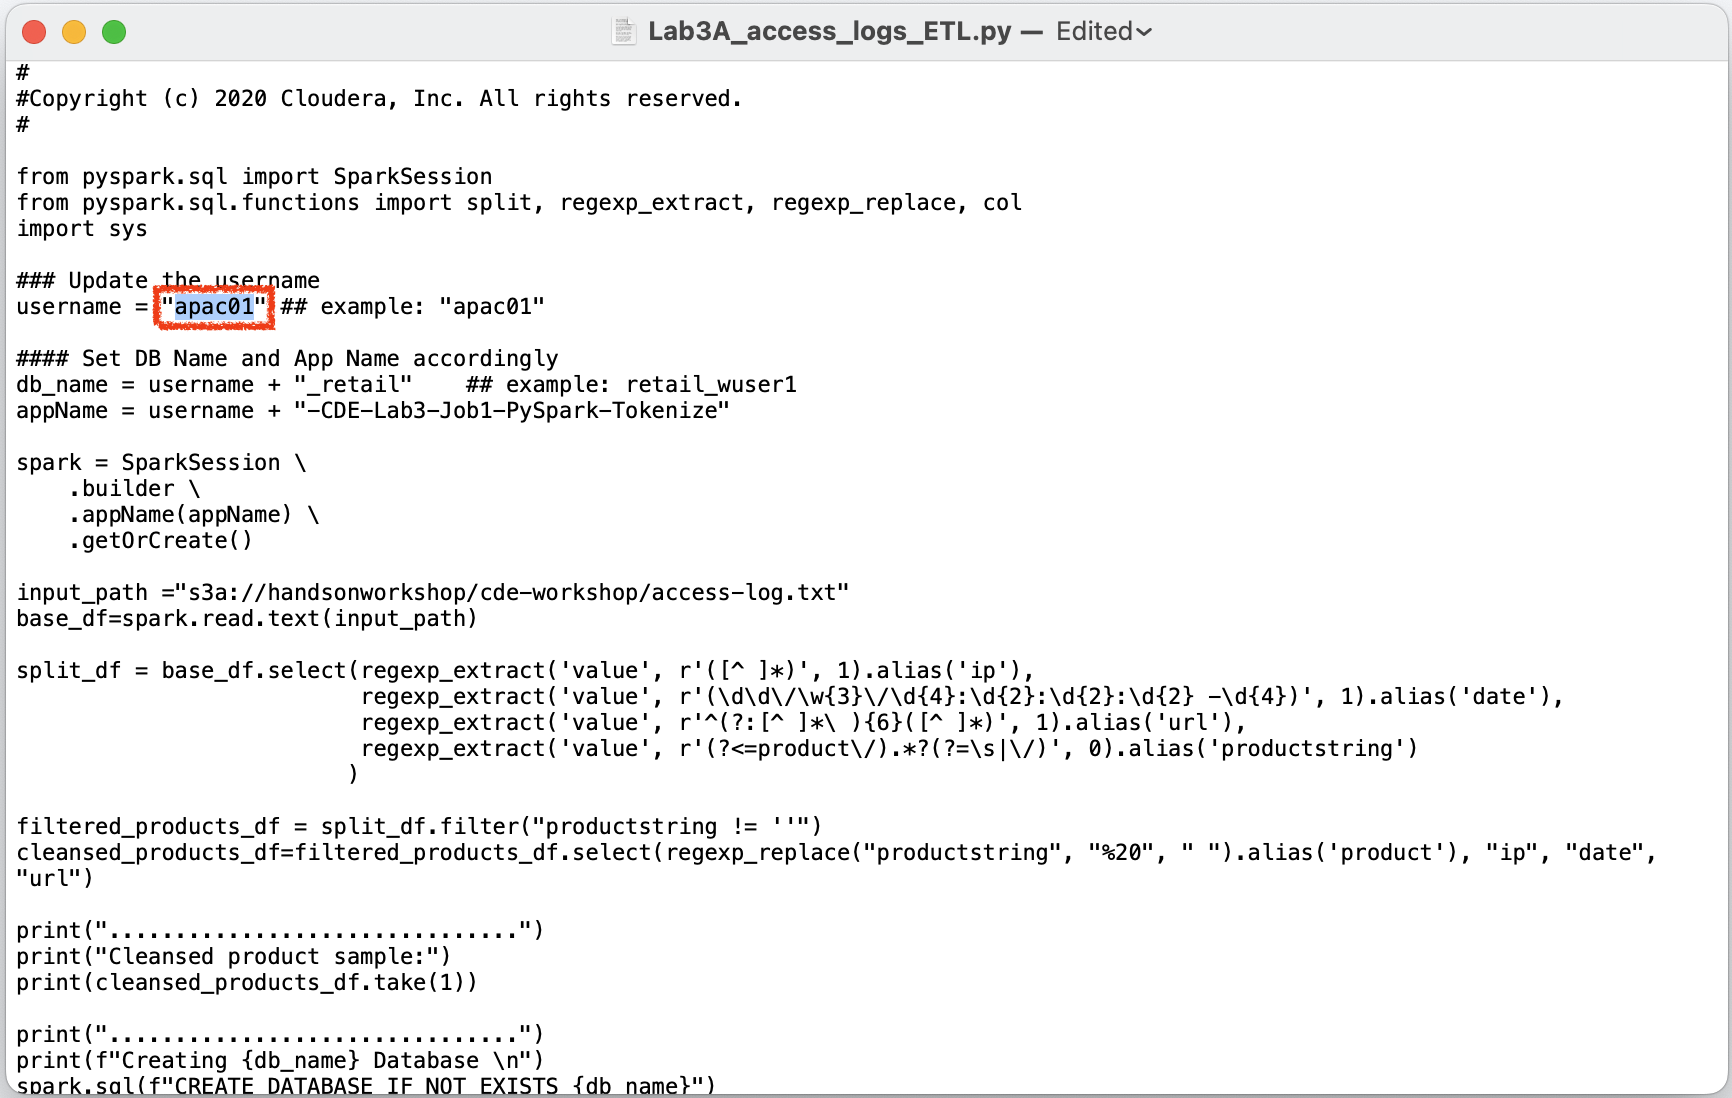 Lab3A_access_logs_ETL.py — Edited
#
#Copyright (c) 2020 Cloudera, Inc. All rights reserved.
#
from pyspark.sql import SparkSession
from pyspark.sql.functions import split, regexp_extract, regexp_replace, col
import sys
### Update the username
username = "apac01" ## example: "apac01"
#### Set DB Name and App Name accordingly
db_name = username + "_retail"    ## example: retail_wuser1
appName = username + "-CDE-Lab3-Job1-PySpark-Tokenize"
spark = SparkSession \
    .builder \
    .appName(appName) \
    .getOrCreate()
input_path ="s3a://handsonworkshop/cde-workshop/access-log.txt"
base_df=spark.read.text(input_path)
split_df = base_df.select(regexp_extract('value', r'([^ ]*)', 1).alias('ip'),
                          regexp_extract('value', r'(\d\d\/\w{3}\/\d{4}:\d{2}:\d{2}:\d{2} -\d{4})', 1).alias('date'),
                          regexp_extract('value', r'^(?:[^ ]*\ ){6}([^ ]*)', 1).alias('url'),
                          regexp_extract('value', r'(?<=product\/).*?(?=\s|\/)', 0).alias('productstring')
                         )
filtered_products_df = split_df.filter("productstring != ''")
cleansed_products_df=filtered_products_df.select(regexp_replace("productstring", "%20", " ").alias('product'), "ip", "date",
"url")
print("...............................")
print("Cleansed product sample:")
print(cleansed_products_df.take(1))
print("...............................")
print(f"Creating {db_name} Database \n")
spark.sql(f"CREATE DATABASE IF NOT EXISTS {db_name}")